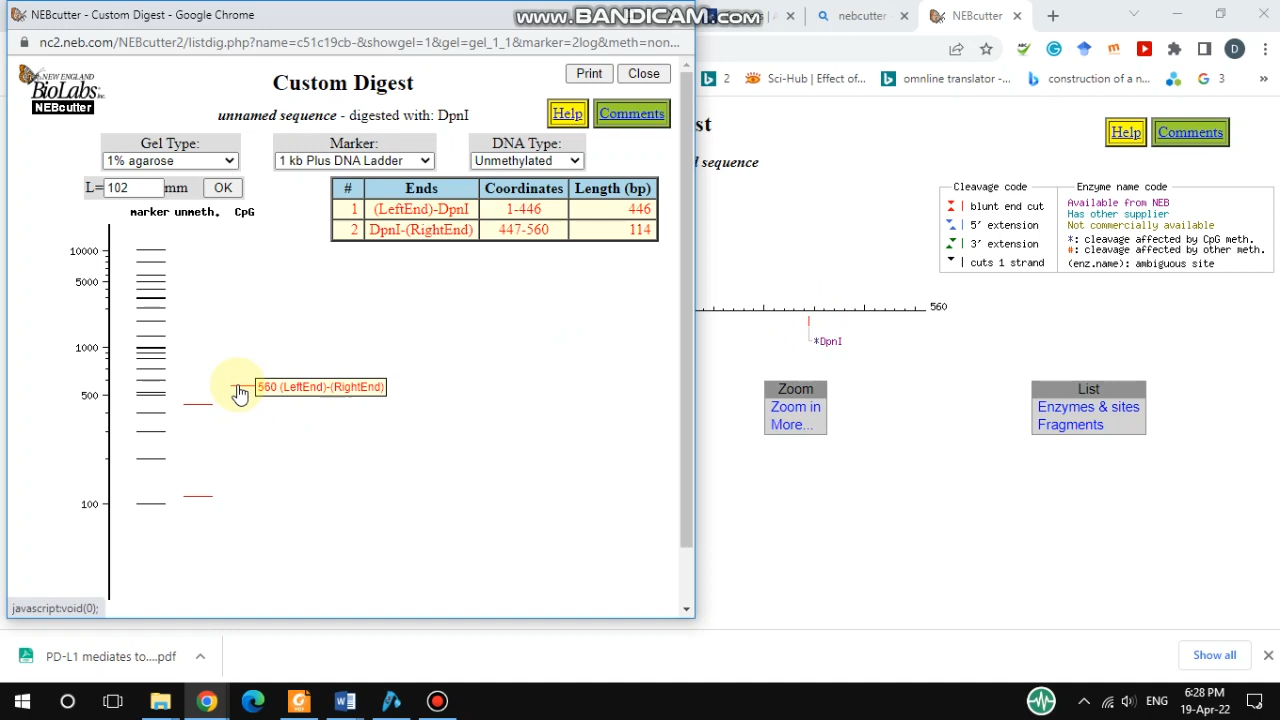 NEBcutter - Custom Digest - Google Chrome
www.BANDICAM.com
nebcutter
NEBcutter
nc2.neb.com/NEBcutter2/listdig.php?name=c51c19cb-&showgel=1&gel=gel_1_1&marker=2log&meth=non...
2
Sci-Hub | Effect of...
omnline translator -...
construction of a n...
G 3
NEW ENGLAND
BioLabs Inc.
NEBcutter
Custom Digest
Print
Close
unnamed sequence - digested with: DpnI
Help
Comments
st
Help
Comments
d sequence
Gel Type:
Marker:
DNA Type:
1% agarose
1 kb Plus DNA Ladder
Unmethylated
L= 102 mm OK
# Ends Coordinates Length (bp)
1 (LeftEnd)-DpnI 1-446 446
2 DpnI-(RightEnd) 447-560 114
marker unmeth. CpG
10000
5000
1000
500
100
560 (LeftEnd)-(RightEnd)
Cleavage code
blunt end cut
5' extension
3' extension
cuts 1 strand
Enzyme name code
Available from NEB
Has other supplier
Not commercially available
*: cleavage affected by CpG meth.
#: cleavage affected by other meth.
(enz.name): ambiguous site
560
*DpnI
Zoom
Zoom in
More...
List
Enzymes & sites
Fragments
javascript:void(0);
PD-L1 mediates to....pdf
Show all
ENG
6:28 PM
19-Apr-22